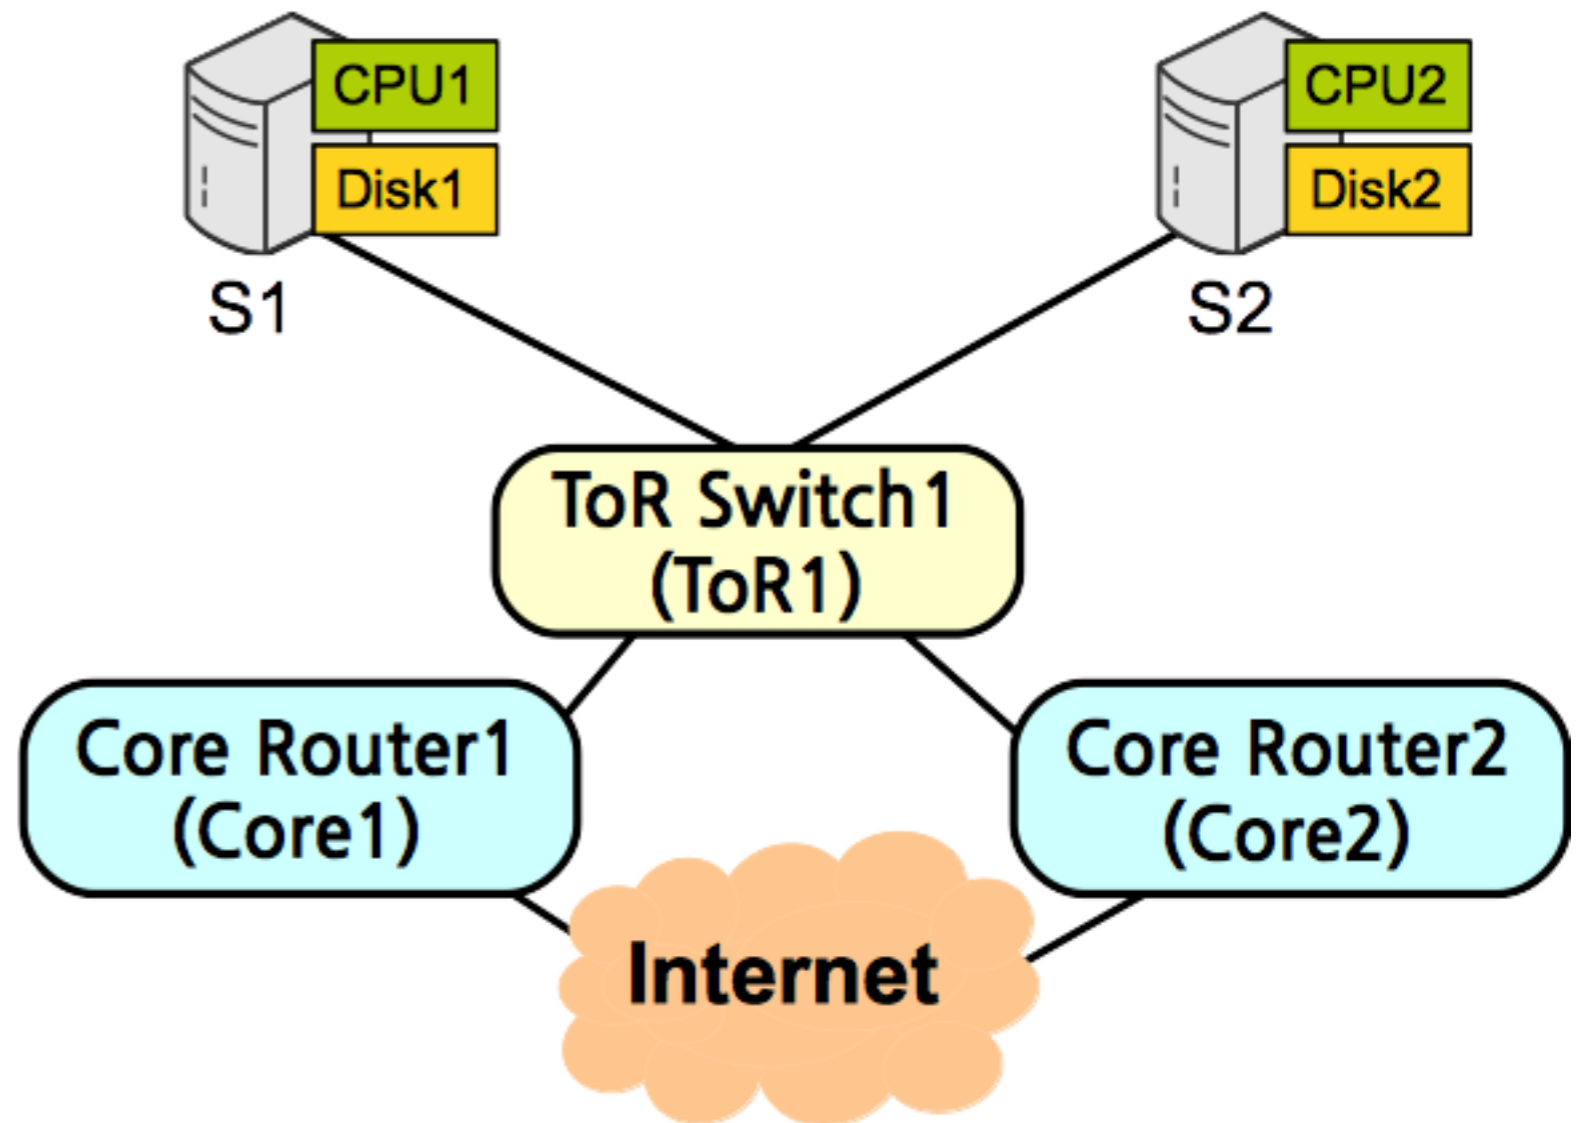 CPU1
Disk1
S1
CPU2
Disk2
S2
ToR Switch1
(ToR1)
Core Router1
(Core1)
Core Router2
(Core2)
Internet